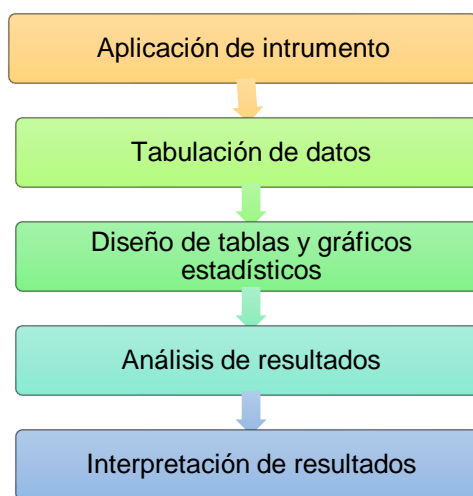 Aplicación de intrumento
Tabulación de datos
Diseño de tablas y gráficos
estadísticos
Análisis de resultados
Interpretación de resultados